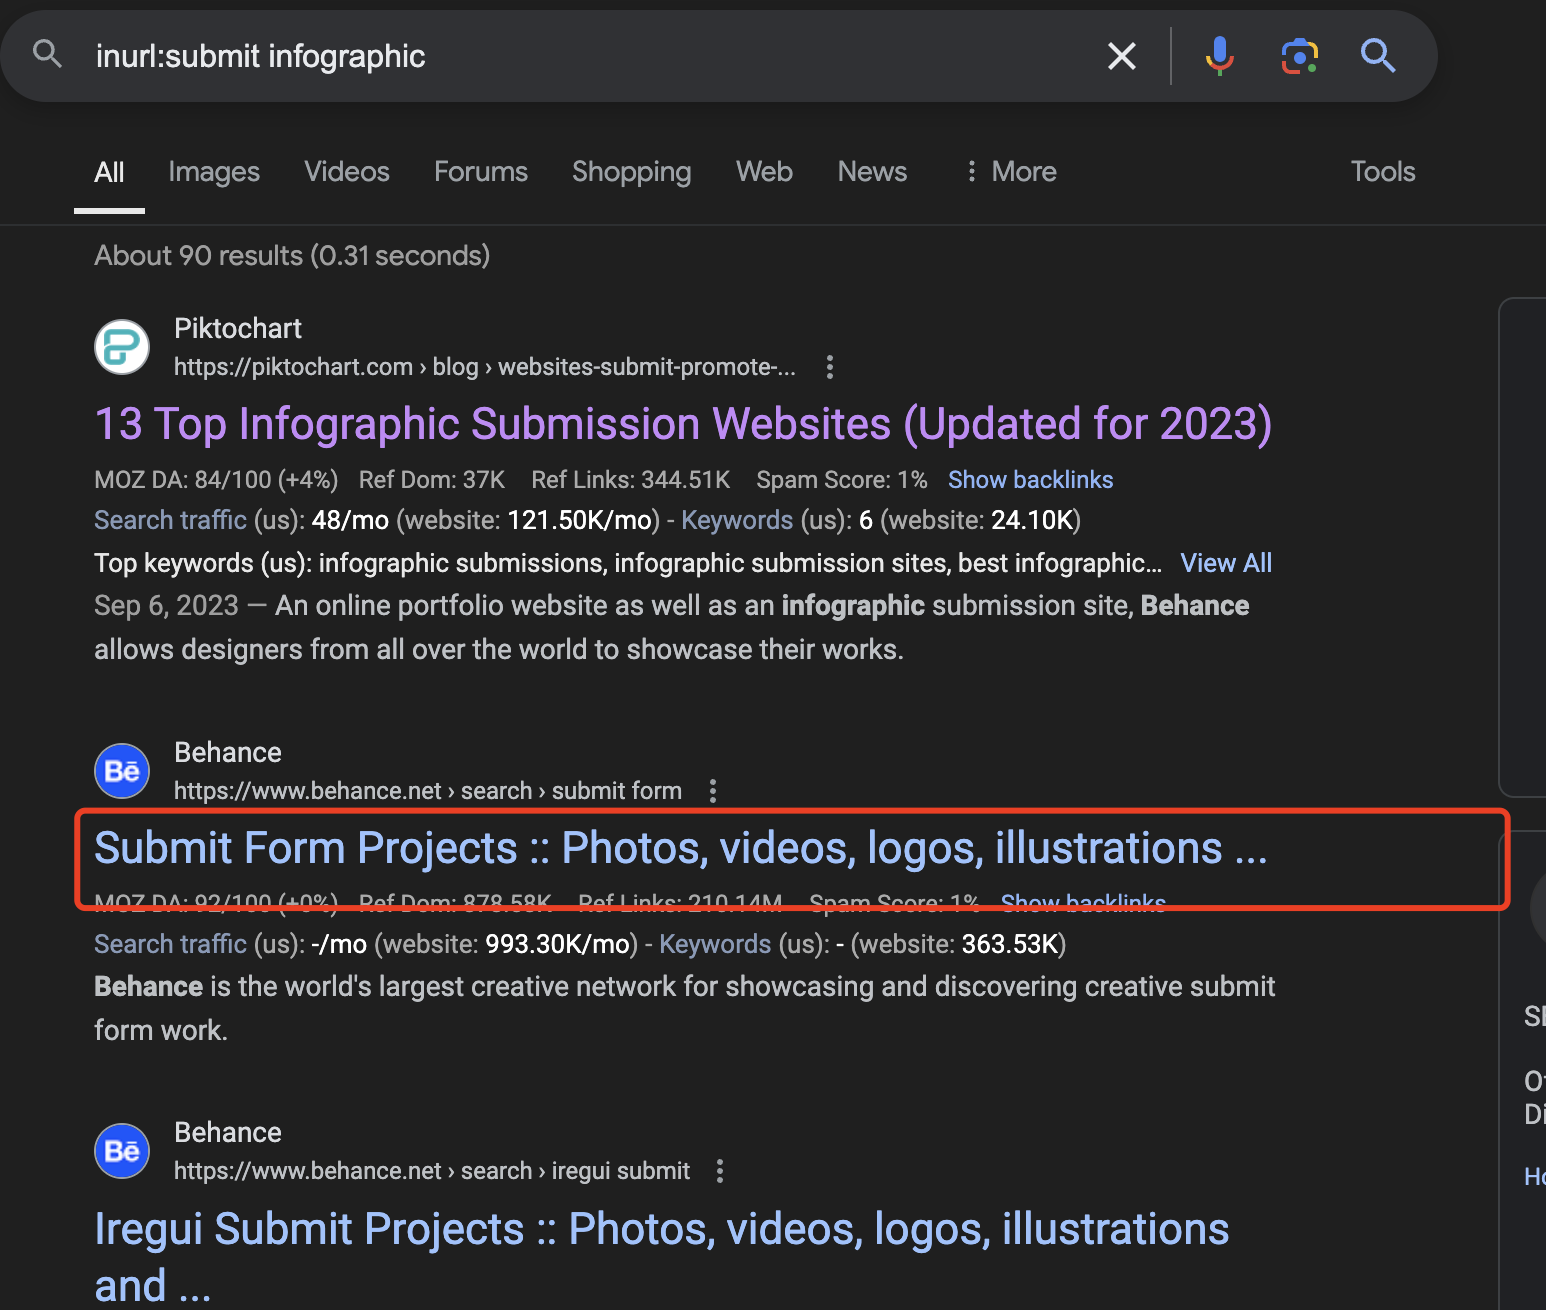 inurl:submit infographic
All Images Videos Forums Shopping Web News More Tools
About 90 results (0.31 seconds)
Piktochart
https://piktochart.com › blog › websites-submit-promote-...
13 Top Infographic Submission Websites (Updated for 2023)
MOZ DA: 84/100 (+4%) Ref Dom: 37K Ref Links: 344.51K Spam Score: 1% Show backlinks
Search traffic (us): 48/mo (website: 121.50K/mo) - Keywords (us): 6 (website: 24.10K)
Top keywords (us): infographic submissions, infographic submission sites, best infographic... View All
Sep 6, 2023 — An online portfolio website as well as an infographic submission site, Behance
allows designers from all over the world to showcase their works.
Bē
Behance
https://www.behance.net › search › submit form
Submit Form Projects :: Photos, videos, logos, illustrations ...
MOZ DA: 92/100 (+0%) Ref Dom: 878.58K Ref Links: 210.14M Spam Score: 1% Show backlinks
Search traffic (us): -/mo (website: 993.30K/mo) - Keywords (us): - (website: 363.53K)
Behance is the world's largest creative network for showcasing and discovering creative submit
form work.
Bē
Behance
https://www.behance.net › search › iregui submit
Iregui Submit Projects :: Photos, videos, logos, illustrations
and ...